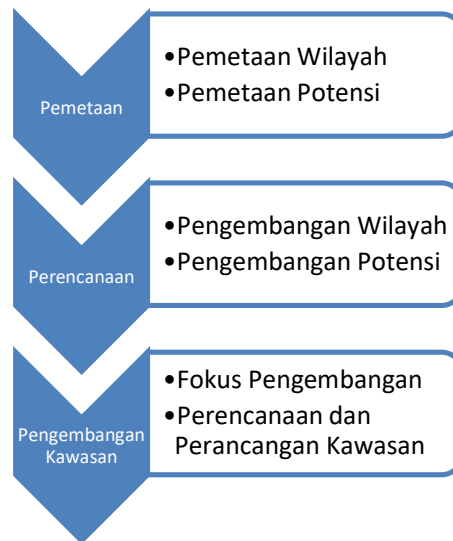 Pemetaan
•Pemetaan Wilayah
•Pemetaan Potensi
Perencanaan
•Pengembangan Wilayah
•Pengembangan Potensi
Pengembangan
Kawasan
•Fokus Pengembangan
•Perencanaan dan
Perancangan Kawasan